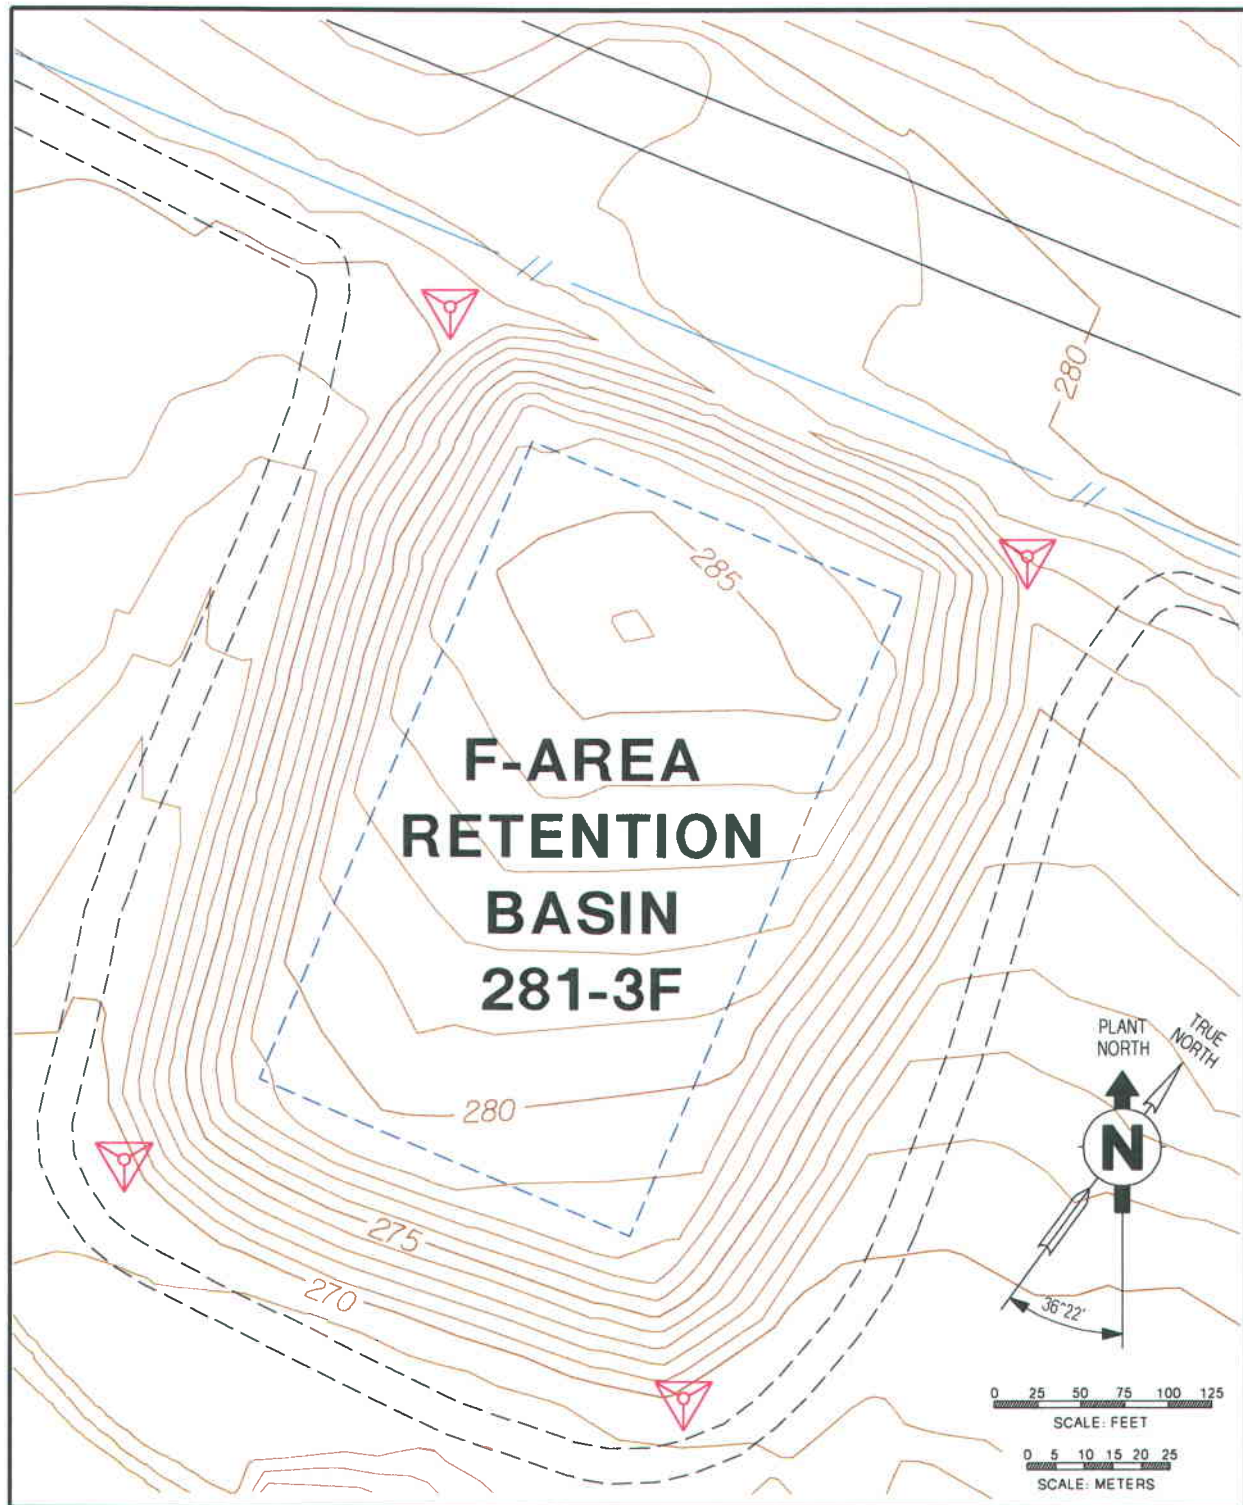 280
285
F-AREA
RETENTION
BASIN
281-3F
PLANT
NORTH
TRUE
NORTH
280
N
275
270
36°22'
0 25 50 75 100 125
SCALE: FEET
0 5 10 15 20 25
SCALE: METERS